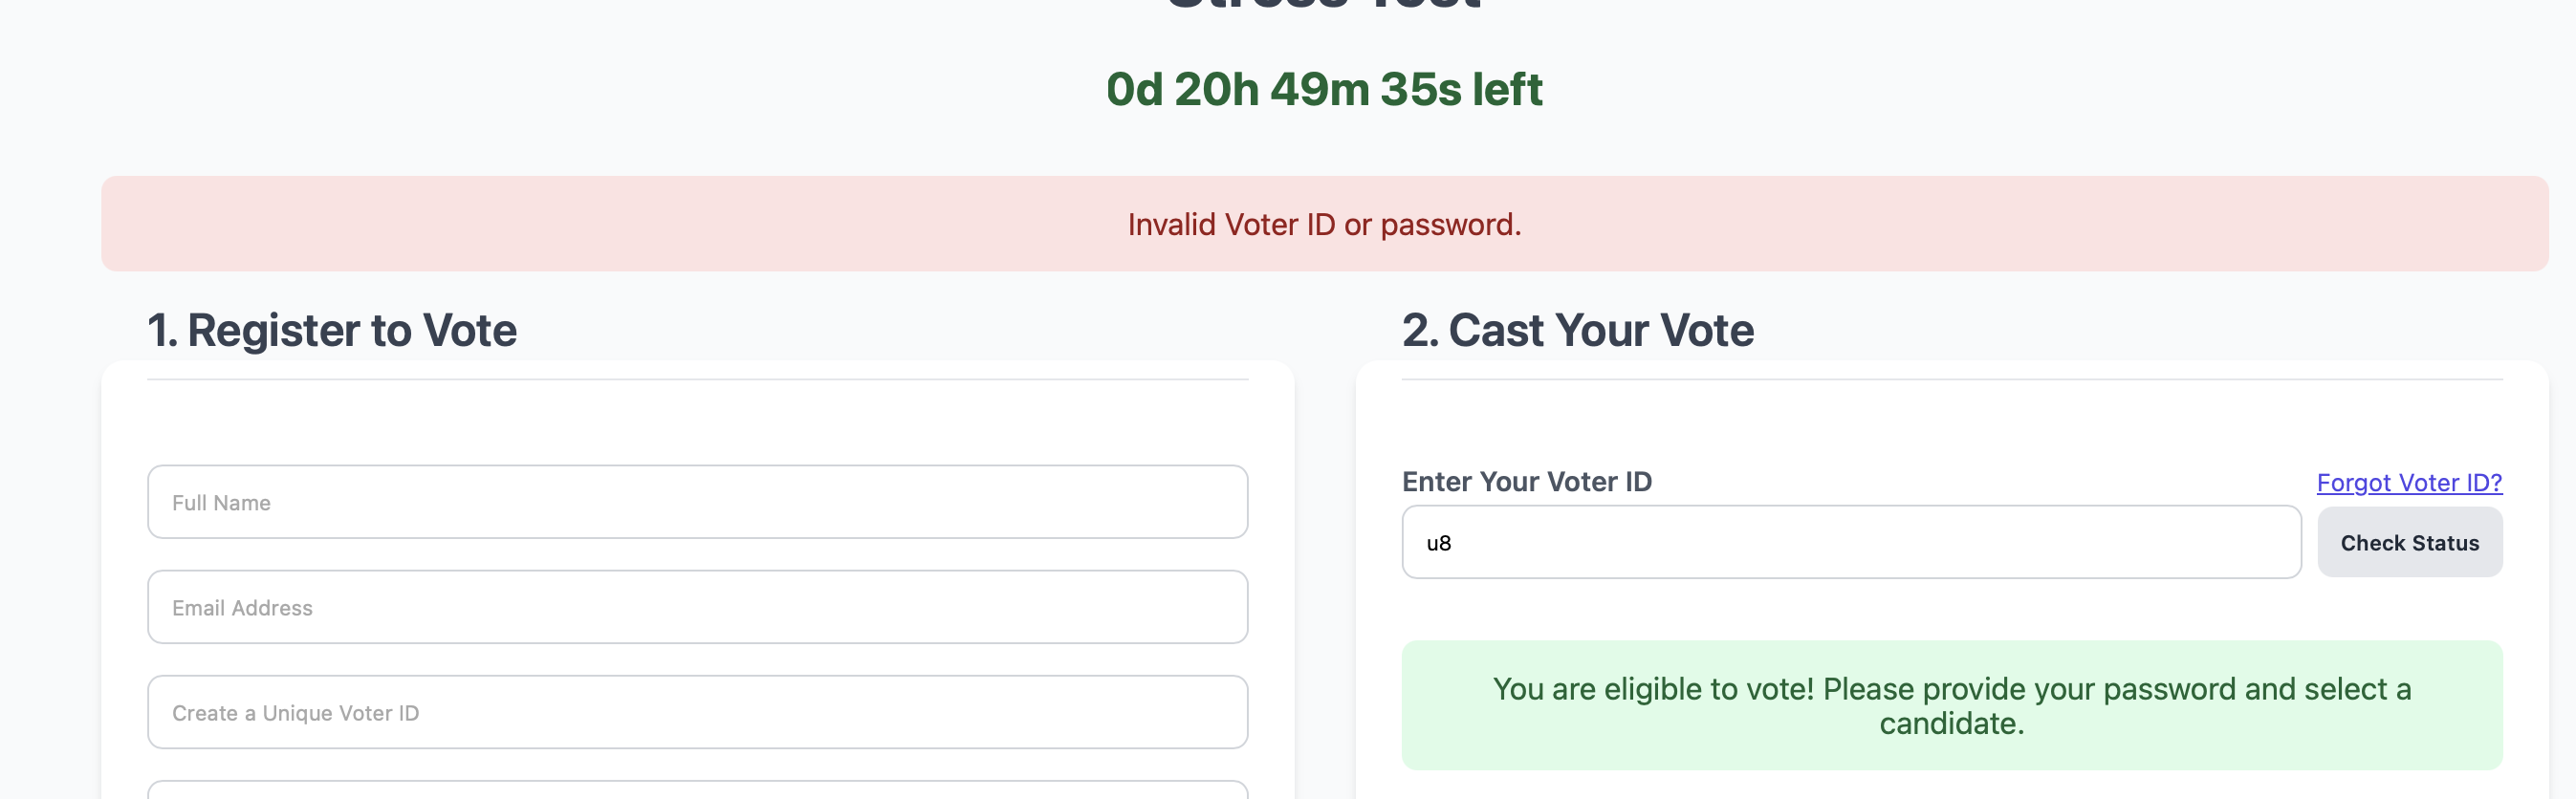 Stress Test
0d 20h 49m 35s left
Invalid Voter ID or password.
1. Register to Vote
Full Name
Email Address
Create a Unique Voter ID
2. Cast Your Vote
Enter Your Voter ID
Forgot Voter ID?
u8
Check Status
You are eligible to vote! Please provide your password and select a
candidate.